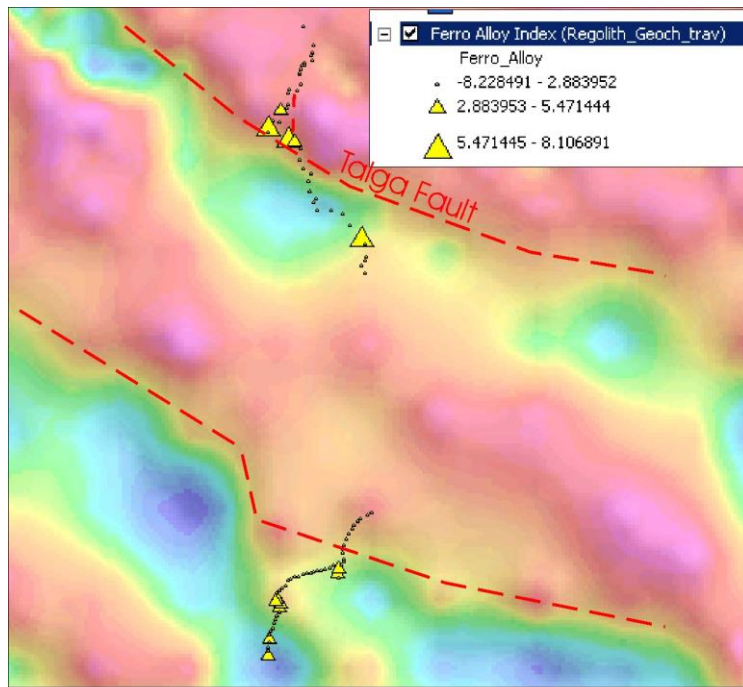 Ferro Alloy Index (Regolith_Geoch_trav)
Ferro_Alloy
-8.228491 - 2.883952
2.883953 - 5.471444
5.471445 - 8.106891
Talga Fault